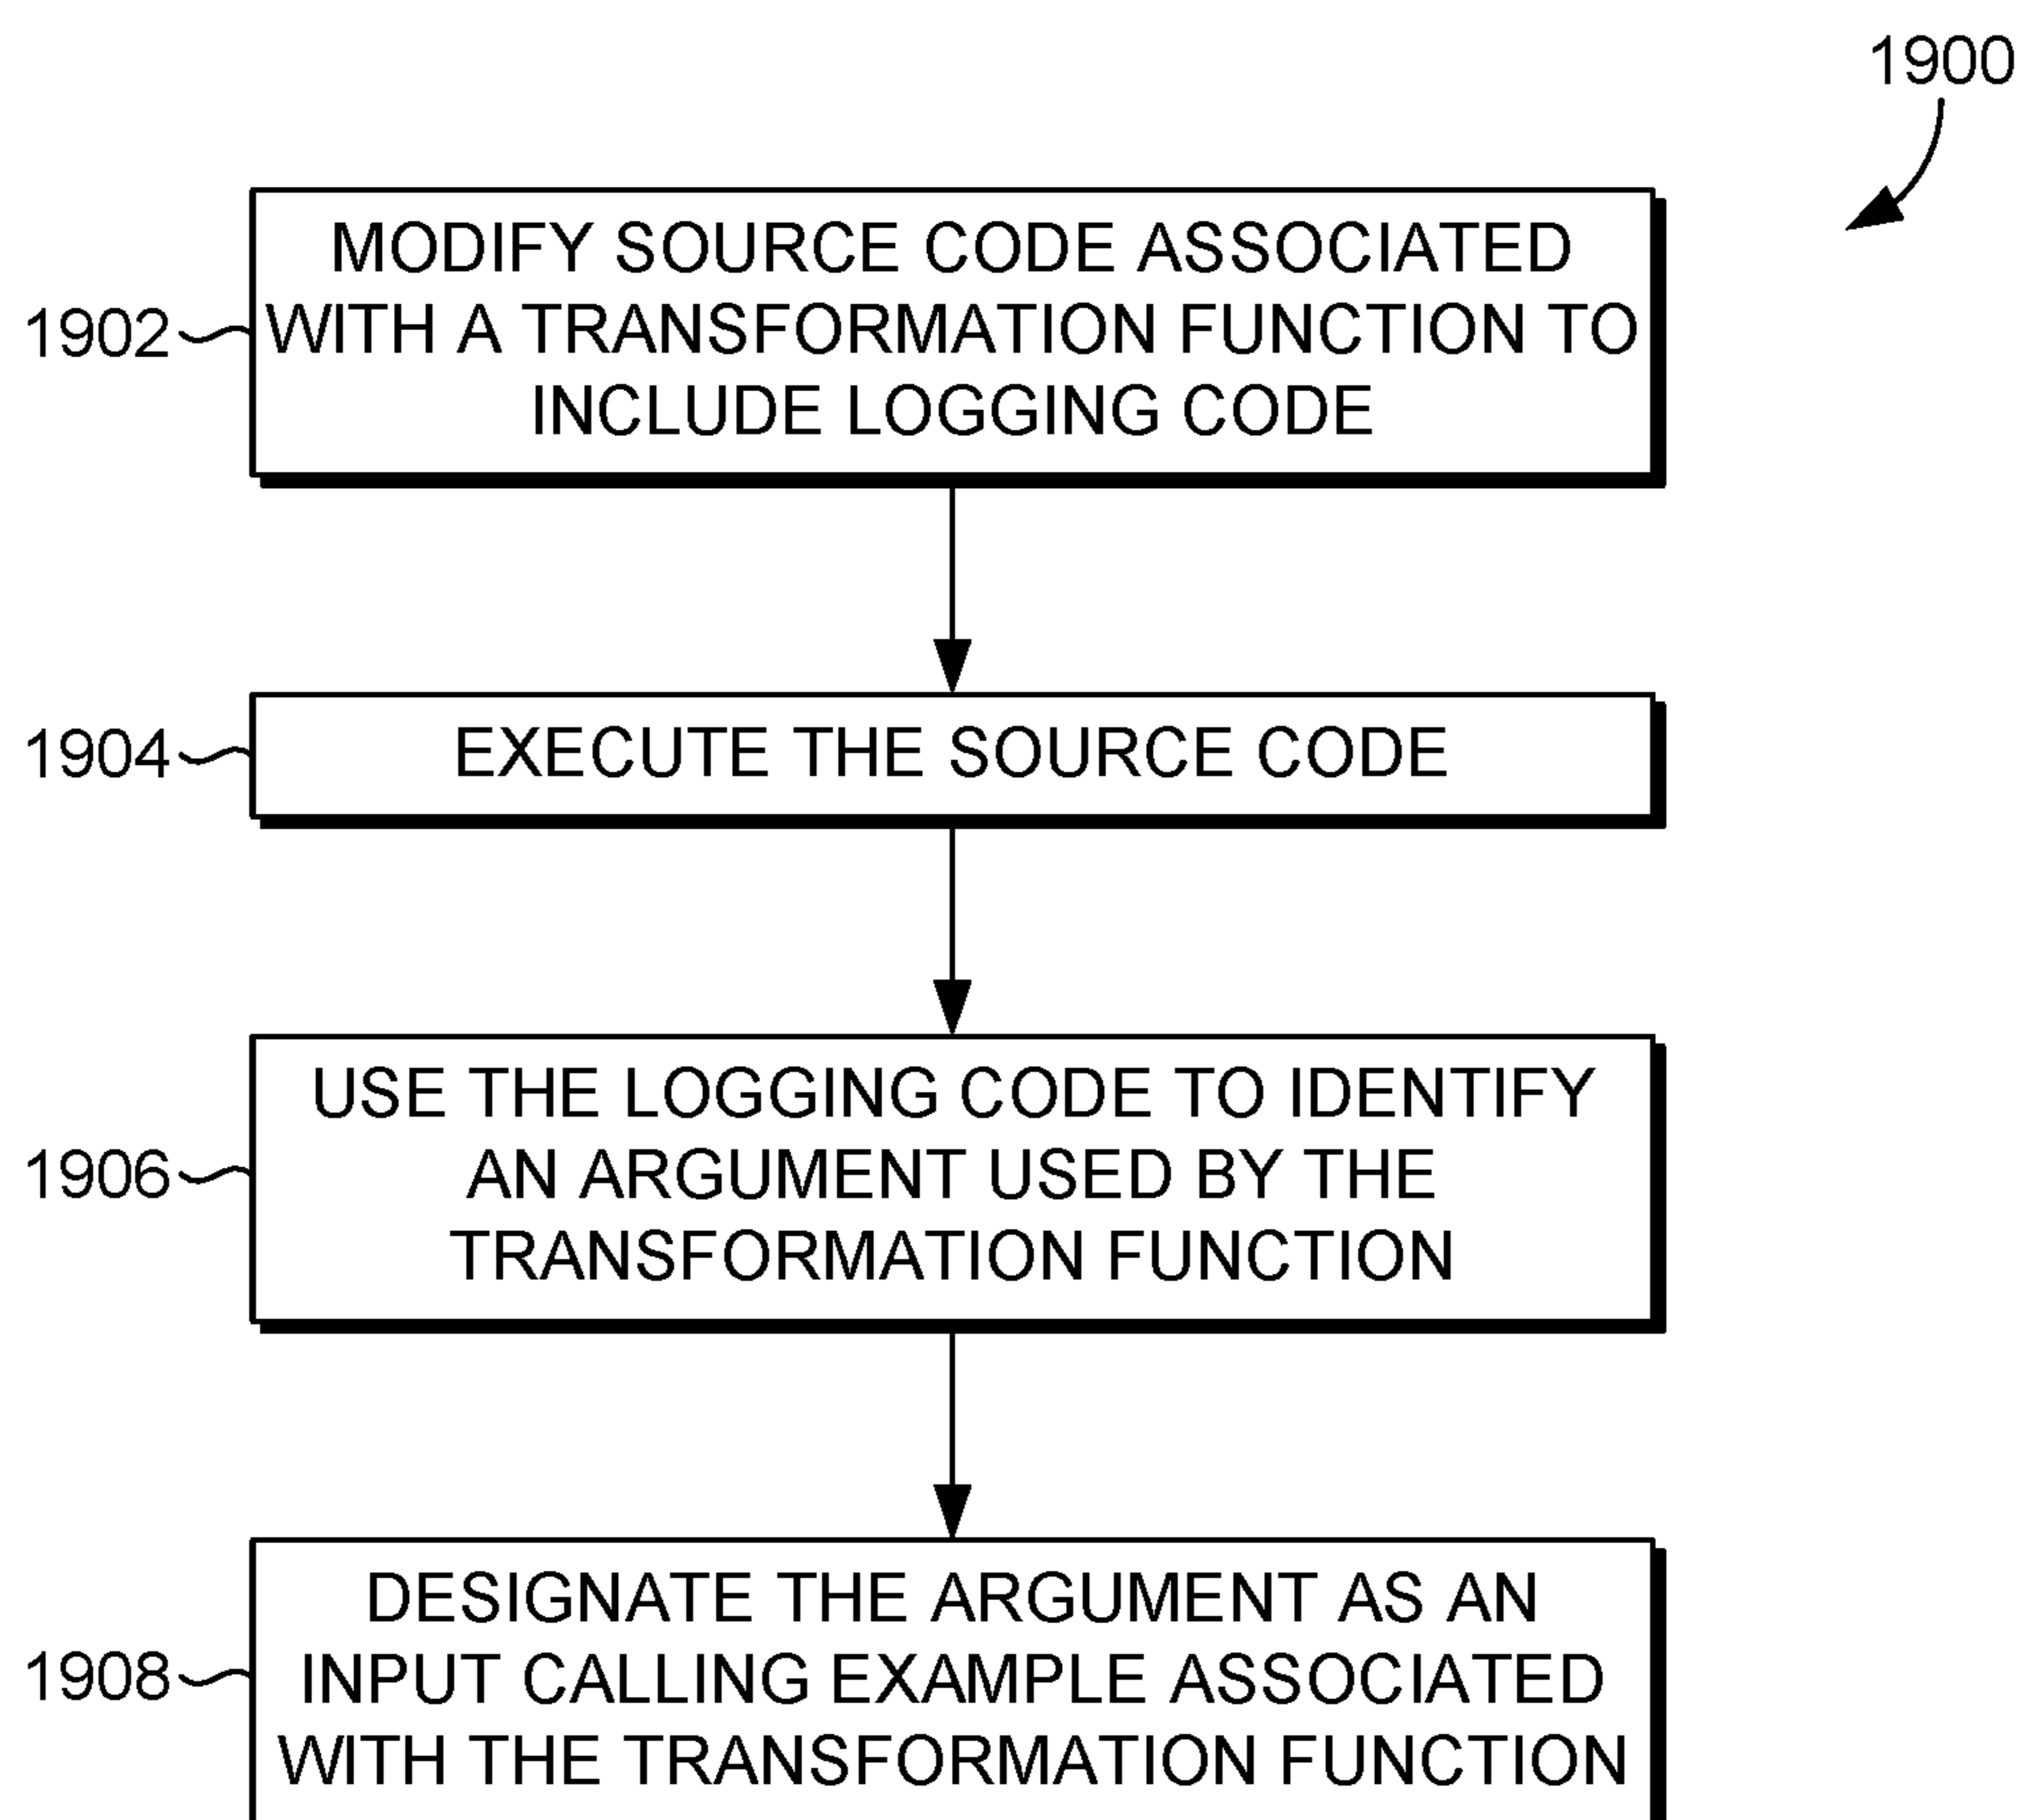 1900
MODIFY SOURCE CODE ASSOCIATED
WITH A TRANSFORMATION FUNCTION TO
INCLUDE LOGGING CODE
1902
EXECUTE THE SOURCE CODE
1904
USE THE LOGGING CODE TO IDENTIFY
AN ARGUMENT USED BY THE
TRANSFORMATION FUNCTION
1906
DESIGNATE THE ARGUMENT AS AN
INPUT CALLING EXAMPLE ASSOCIATED
WITH THE TRANSFORMATION FUNCTION
1908